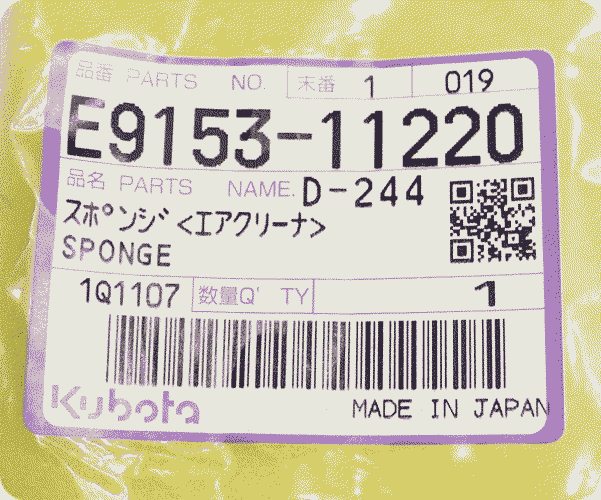 品番 PARTS NO. 末番 1 019
E9153-11220
品名 PARTS NAME. D-244
スポンジ<エアクリーナ>
SPONGE
1Q1107 数量Q' TY 1
Kubota
MADE IN JAPAN